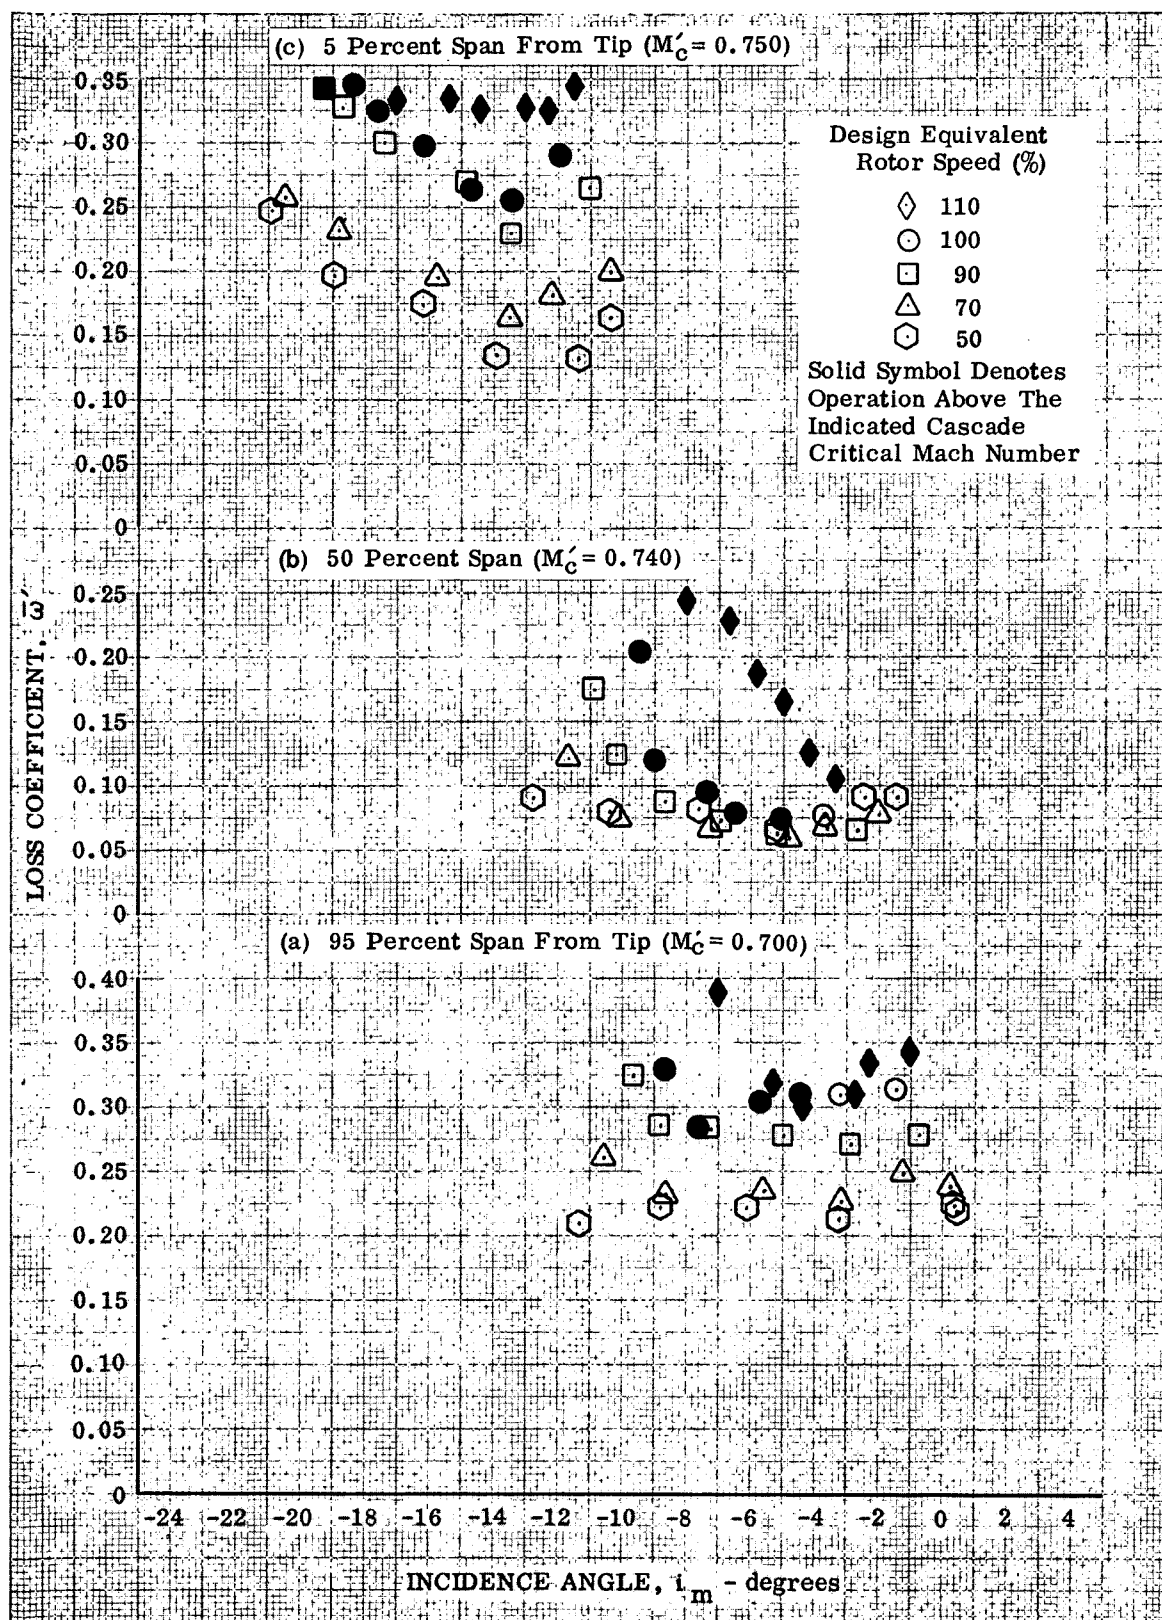 (c) 5 Percent Span From Tip (M′c = 0.750)
0.35
0.30
0.25
0.20
0.15
0.10
0.05
0
Design Equivalent
Rotor Speed (%)
110
100
90
70
50
Solid Symbol Denotes
Operation Above The
Indicated Cascade
Critical Mach Number
(b) 50 Percent Span (M′c = 0.740)
0.25
0.20
0.15
0.10
0.05
0
LOSS COEFFICIENT, ω̄′
(a) 95 Percent Span From Tip (M′c = 0.700)
0.40
0.35
0.30
0.25
0.20
0.15
0.10
0.05
0
-24 -20 -18 -16 -14 -12 -10 -8 -6 -4 -2 0 2 4
INCIDENCE ANGLE, im - degrees